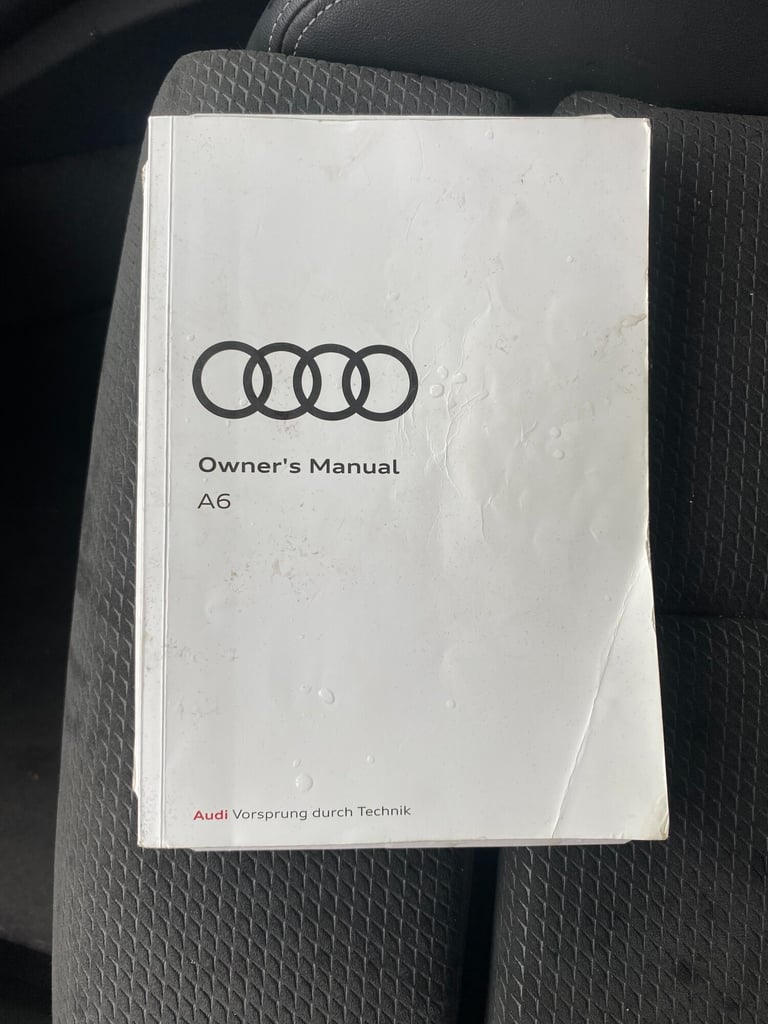 Owner's Manual
A6
Audi Vorsprung durch Technik